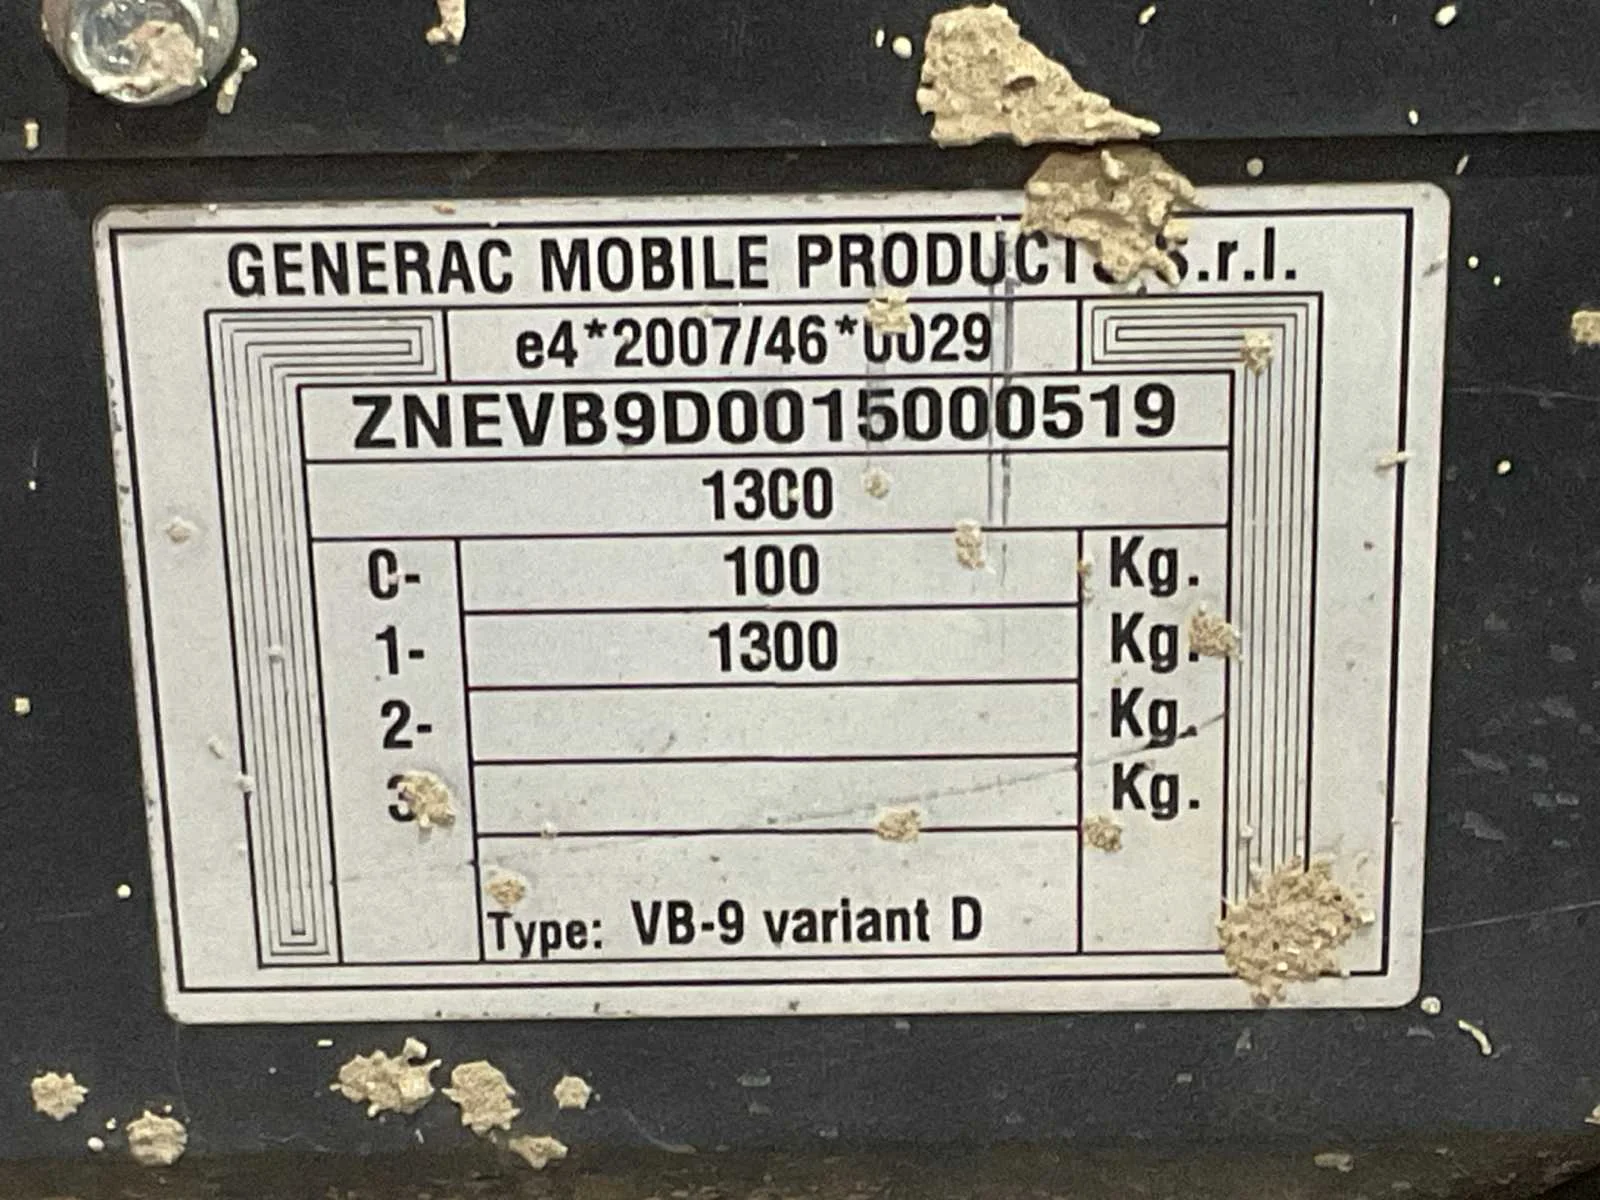 GENERAC MOBILE PRODUCTS S.r.l.
e4*2007/46*0029
ZNEVB9D0015000519
1300
0- 100 Kg.
1- 1300 Kg.
2- Kg.
3- Kg.
Type: VB-9 variant D